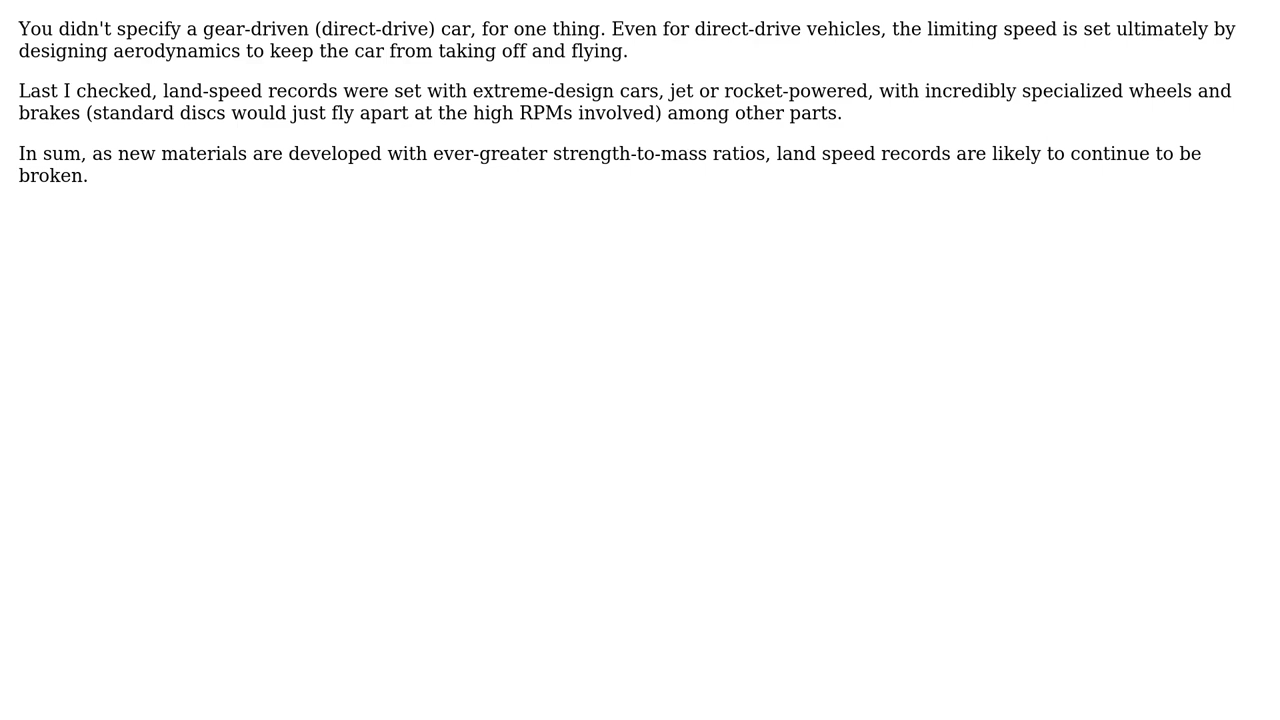 You didn't specify a gear-driven (direct-drive) car, for one thing. Even for direct-drive vehicles, the limiting speed is set ultimately by
designing aerodynamics to keep the car from taking off and flying.
Last I checked, land-speed records were set with extreme-design cars, jet or rocket-powered, with incredibly specialized wheels and
brakes (standard discs would just fly apart at the high RPMs involved) among other parts.
In sum, as new materials are developed with ever-greater strength-to-mass ratios, land speed records are likely to continue to be
broken.